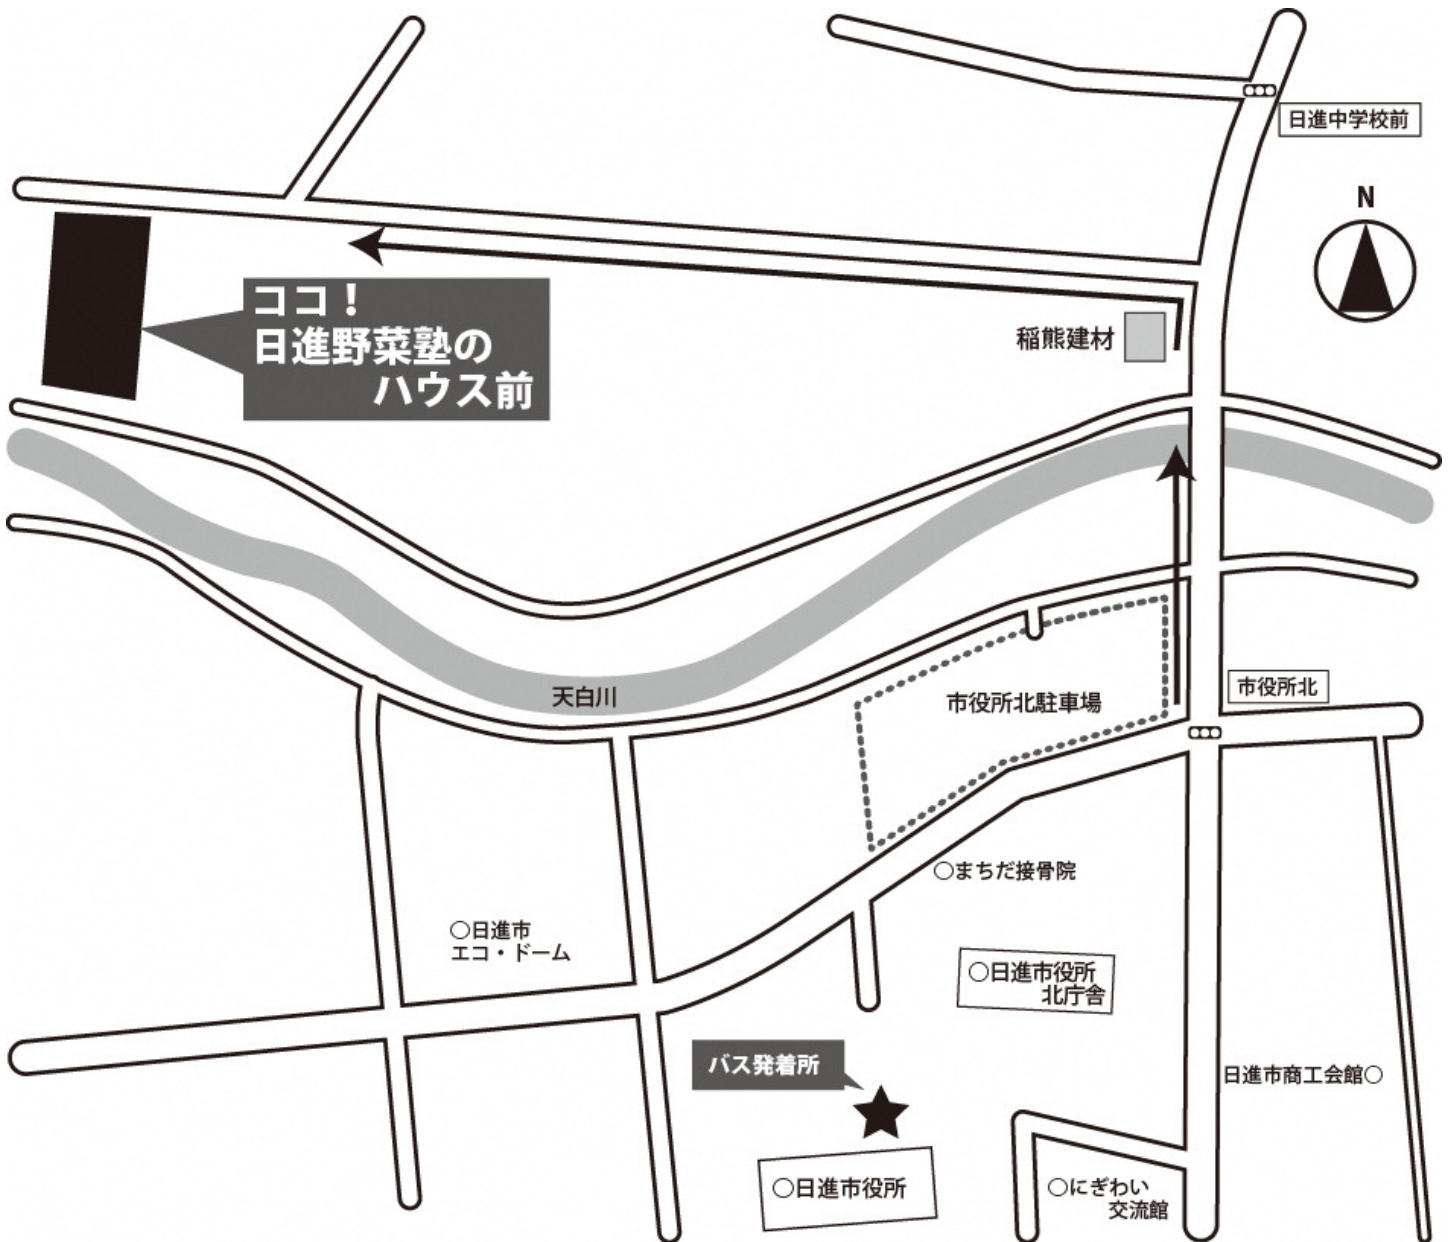 日進中学校前
N
ココ！
日進野菜塾の
ハウス前
稲熊建材
天白川
市役所北
市役所北駐車場
○まちだ接骨院
○日進市
エコ・ドーム
○日進市役所
北庁舎
バス発着所
日進市商工会館○
○日進市役所
○にぎわい
交流館